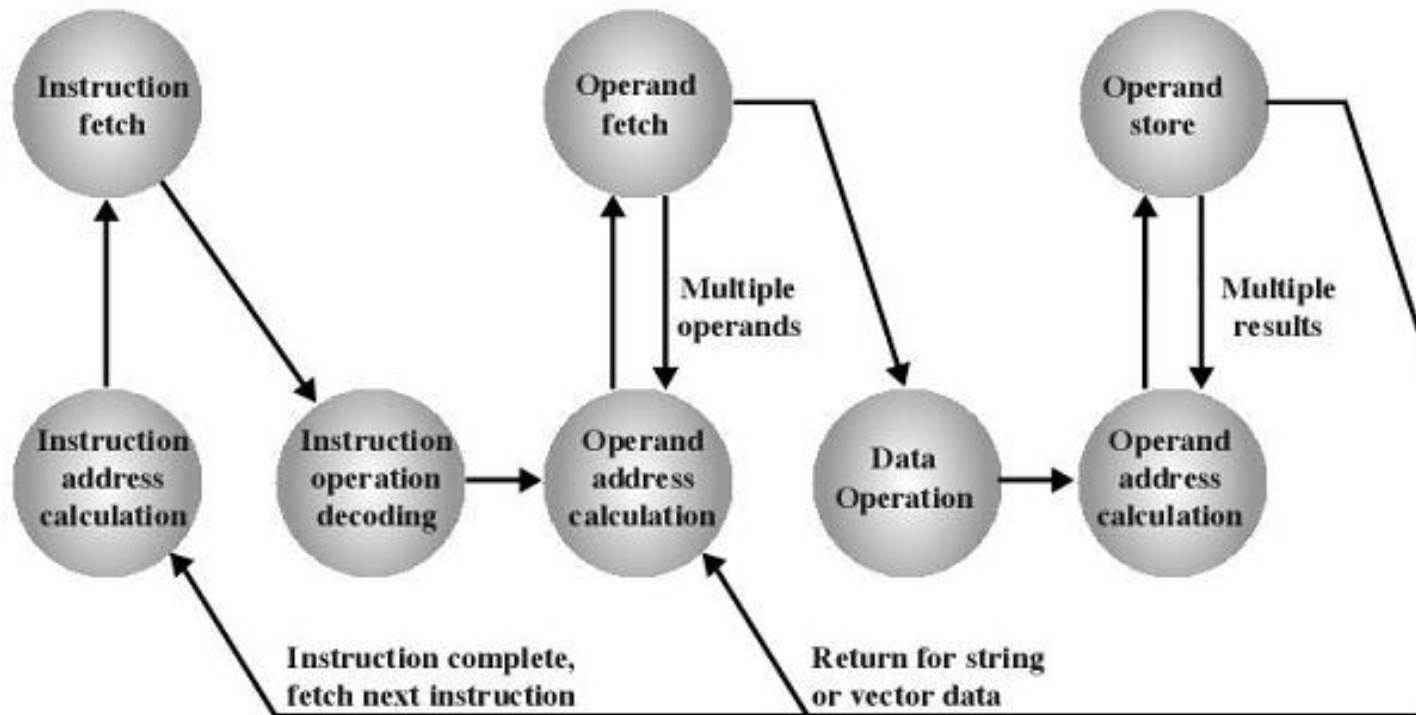 Instruction
fetch
Operand
fetch
Operand
store
Multiple
operands
Multiple
results
Instruction
address
calculation
Instruction
operation
decoding
Operand
address
calculation
Data
Operation
Operand
address
calculation
Instruction complete,
fetch next instruction
Return for string
or vector data